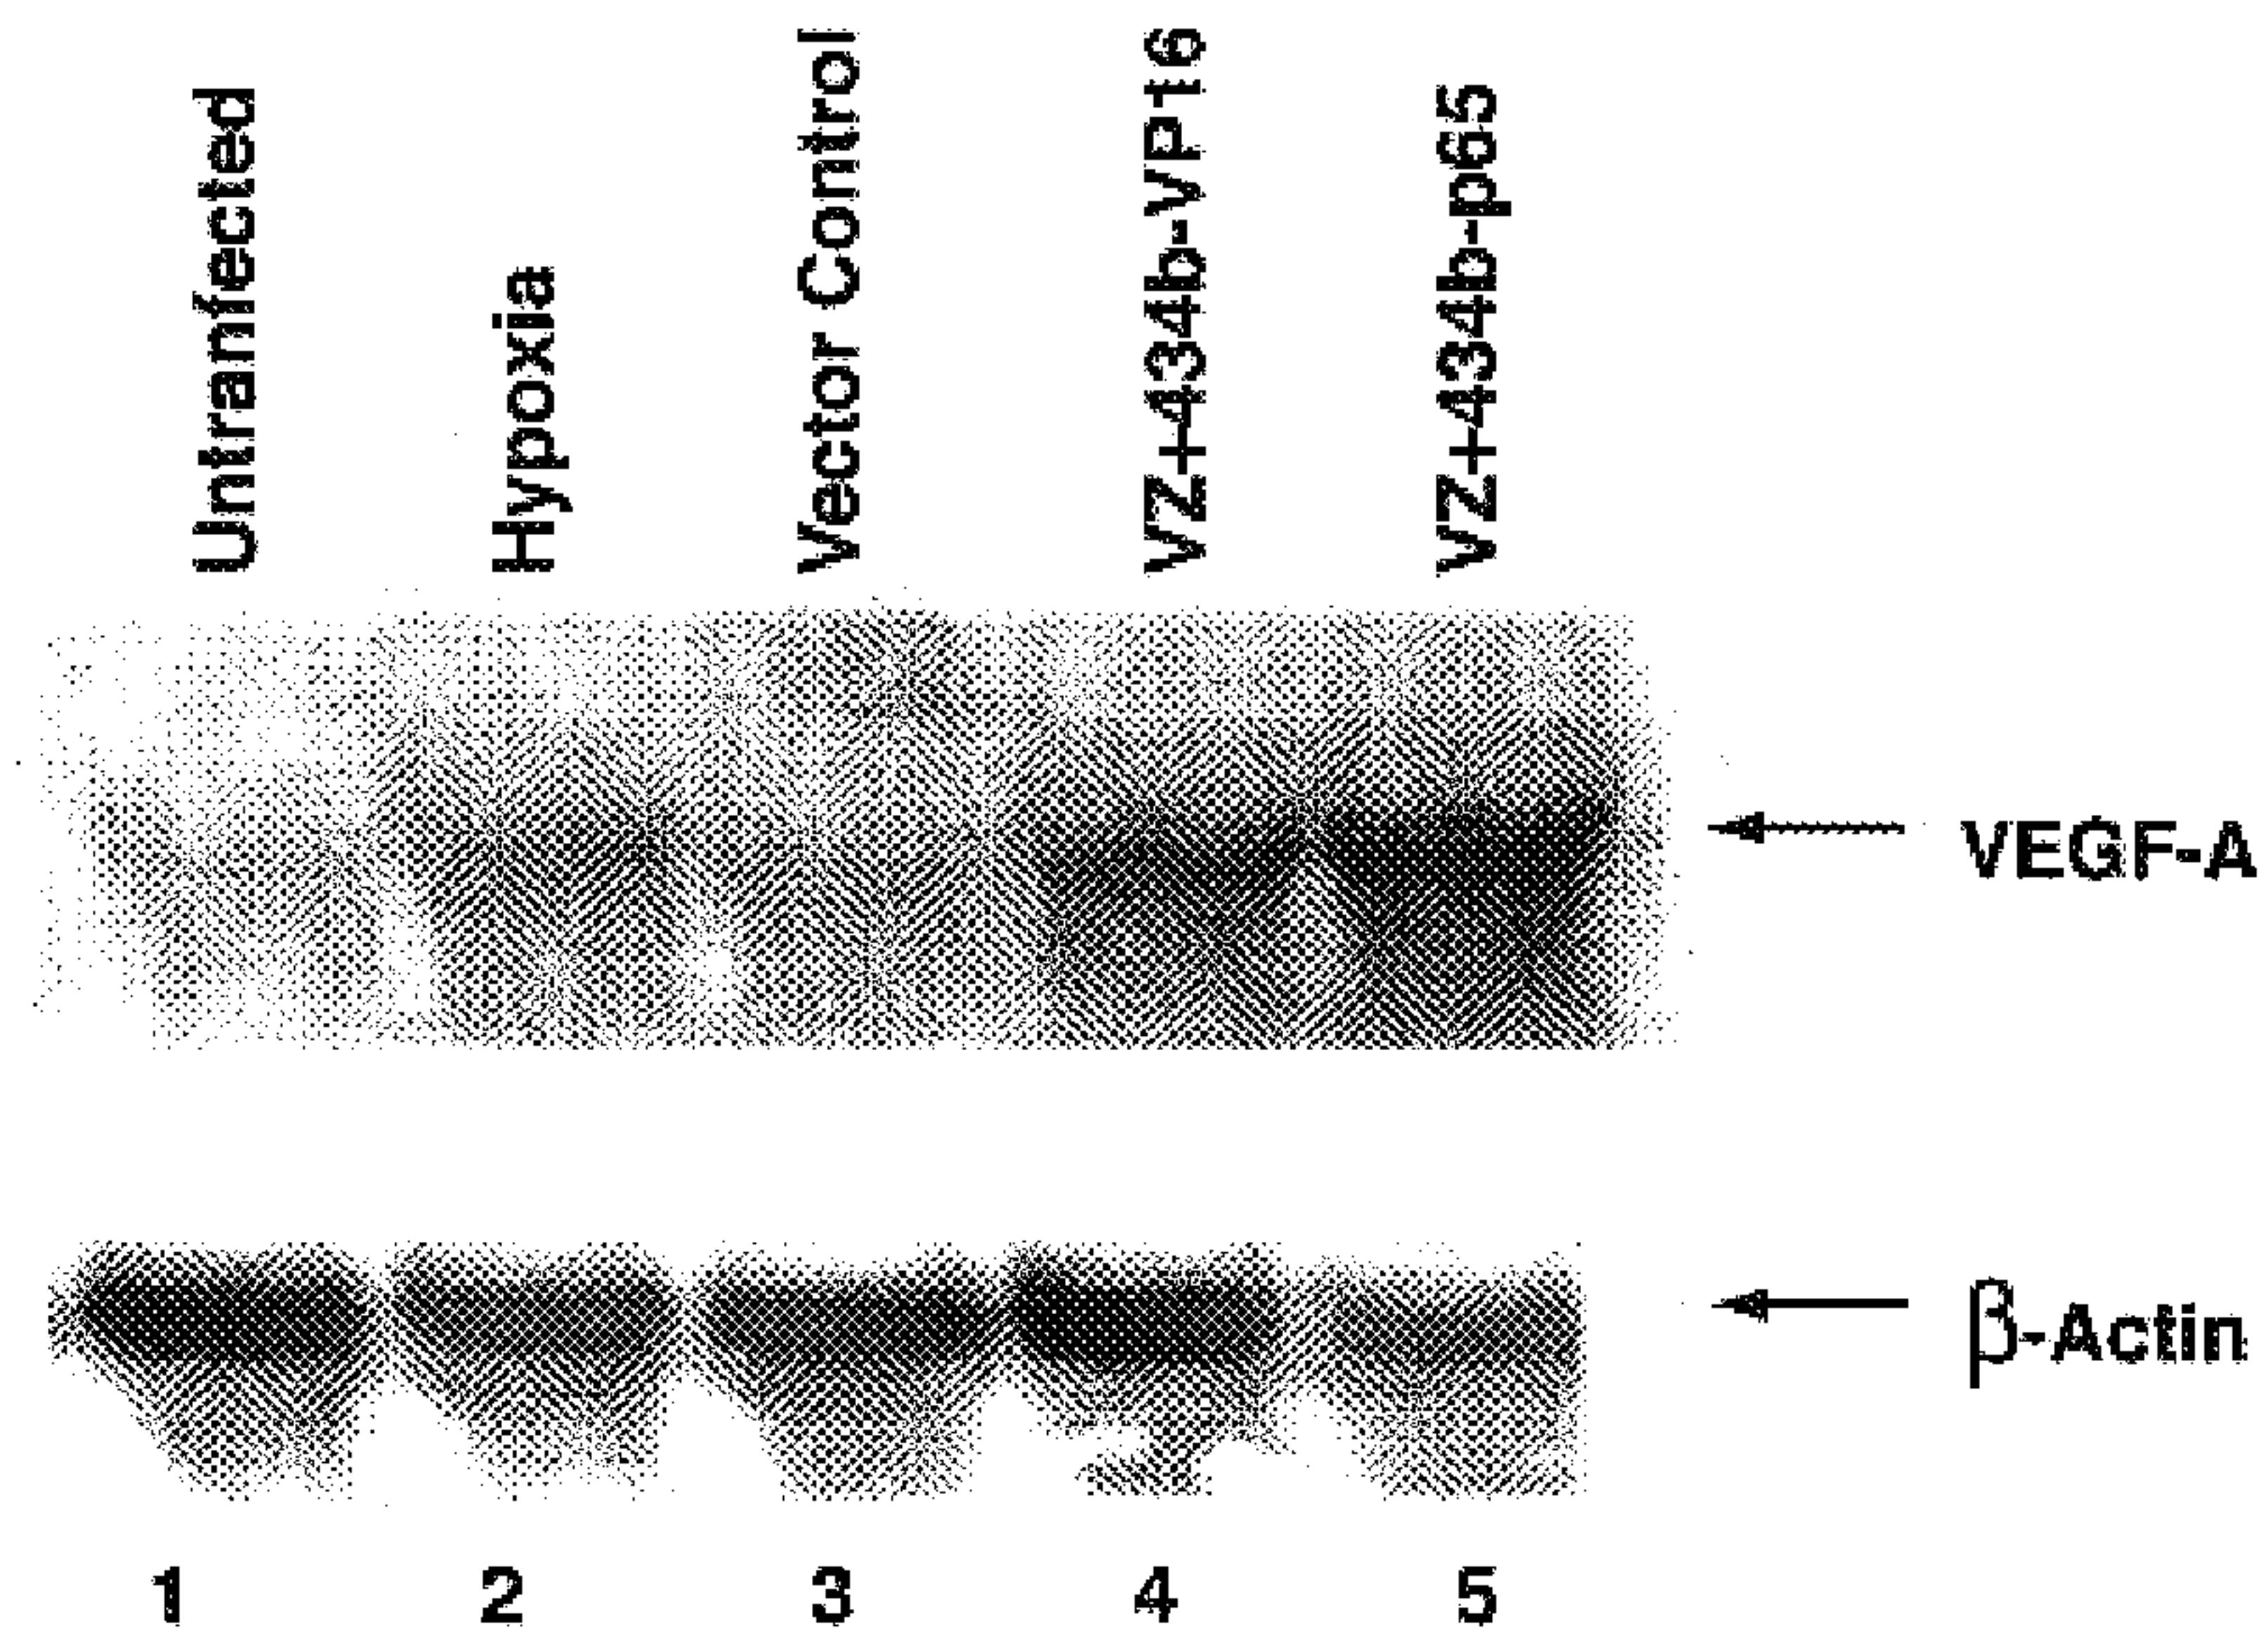 Untranfected
Hypoxia
Vector Control
VZ+434b-VP16
VZ+434b-p65
VEGF-A
β-Actin
1 2 3 4 5